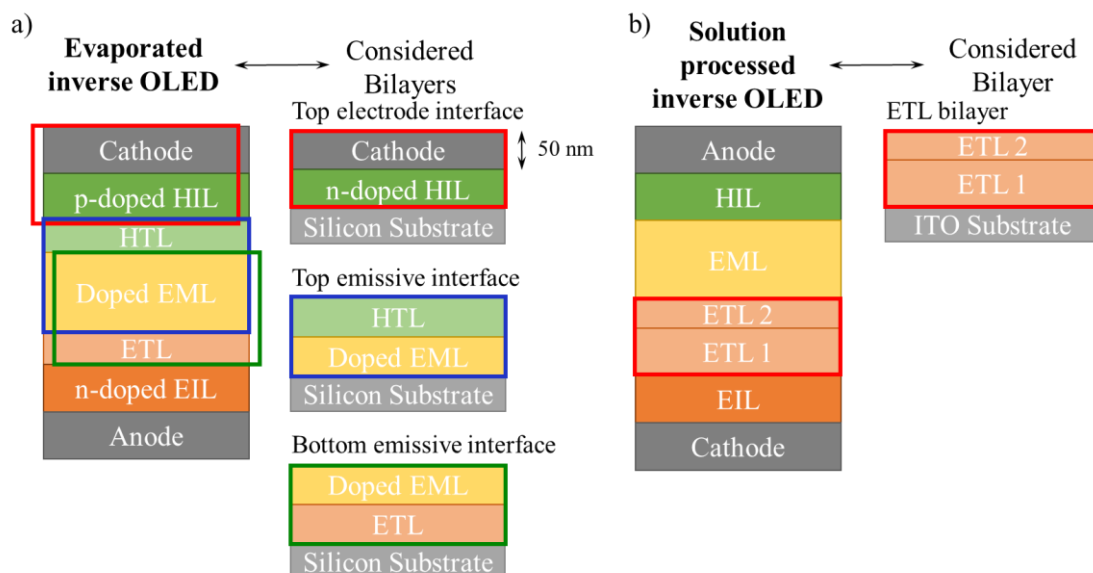 a)
Evaporated
inverse OLED
Considered
Bilayers
Top electrode interface
Cathode
p-doped HIL
HTL
Doped EML
ETL
n-doped EIL
Anode
Cathode
n-doped HIL
Silicon Substrate
50 nm
Top emissive interface
HTL
Doped EML
Silicon Substrate
Bottom emissive interface
Doped EML
ETL
Silicon Substrate
b)
Solution
processed
inverse OLED
Considered
Bilayer
ETL bilayer
Anode
HIL
EML
ETL 2
ETL 1
EIL
Cathode
ETL 2
ETL 1
ITO Substrate